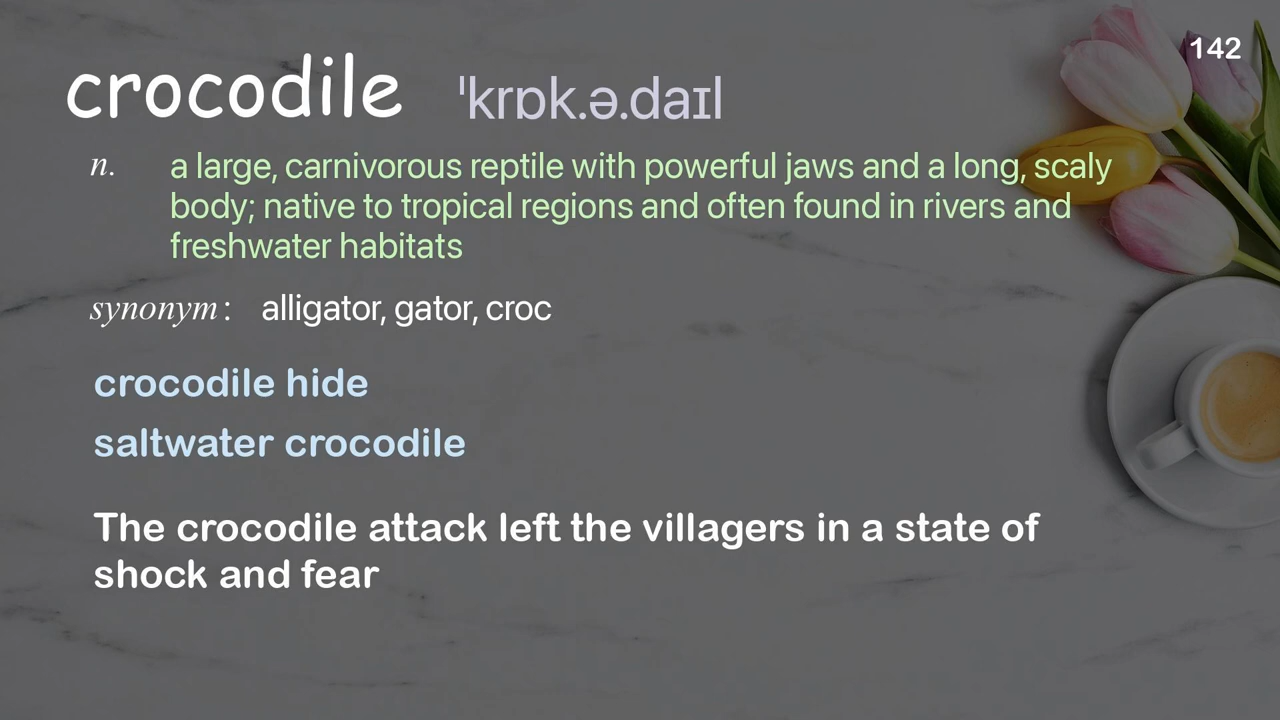 142
crocodile ˈkrɒk.ə.daɪl
n. a large, carnivorous reptile with powerful jaws and a long, scaly
body; native to tropical regions and often found in rivers and
freshwater habitats
synonym: alligator, gator, croc
crocodile hide
saltwater crocodile
The crocodile attack left the villagers in a state of
shock and fear